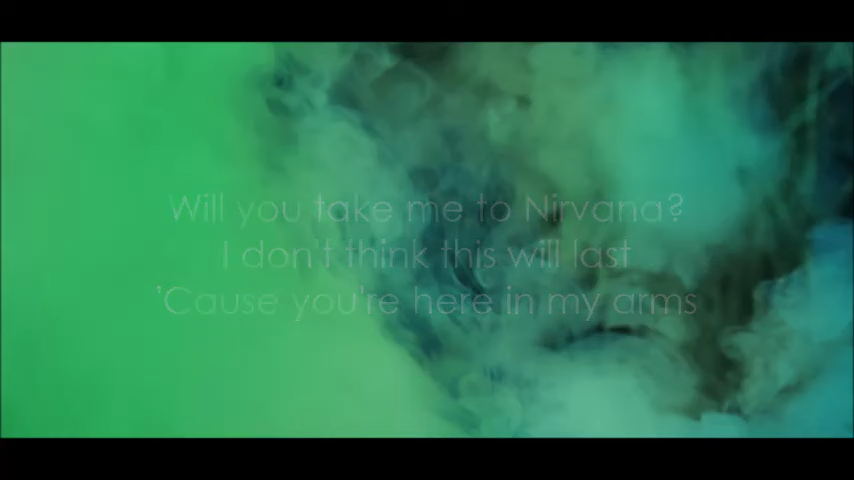 Will you take me to Nirvana?
I don't think this will last
'Cause you're here in my arms